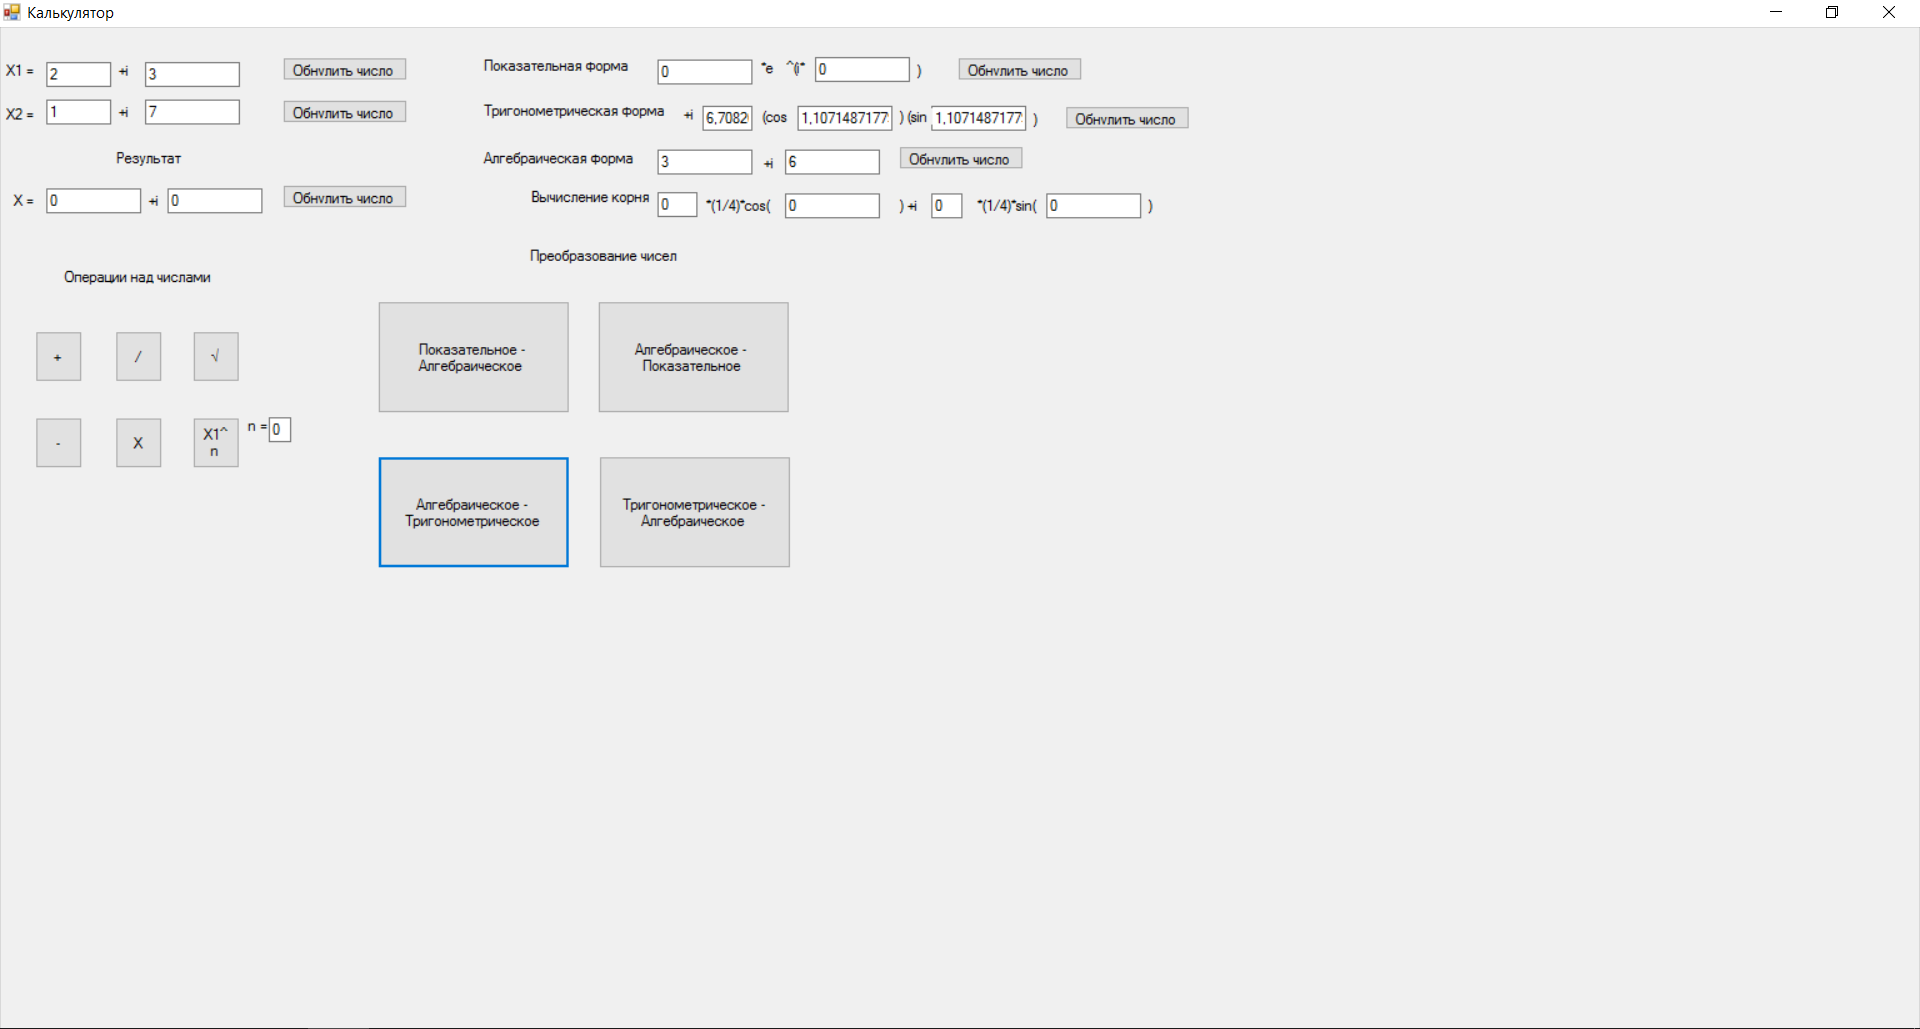 Калькулятор
X1 = 2 +i 3 Обнулить число
X2 = 1 +i 7 Обнулить число
Результат
X = 0 +i 0 Обнулить число
Показательная форма 0 *e ^(i* 0 ) Обнулить число
Тригонометрическая форма +i 6,7082 (cos 1,1071487177 ) (sin 1,1071487177 ) Обнулить число
Алгебраическая форма 3 +i 6 Обнулить число
Вычисление корня 0 *(1/4)*cos( 0 ) +i 0 *(1/4)*sin( 0 )
Преобразование чисел
Операции над числами
+ / √
- X X1^
n
n = 0
Показательное -
Алгебраическое
Алгебраическое -
Показательное
Алгебраическое -
Тригонометрическое
Тригонометрическое -
Алгебраическое